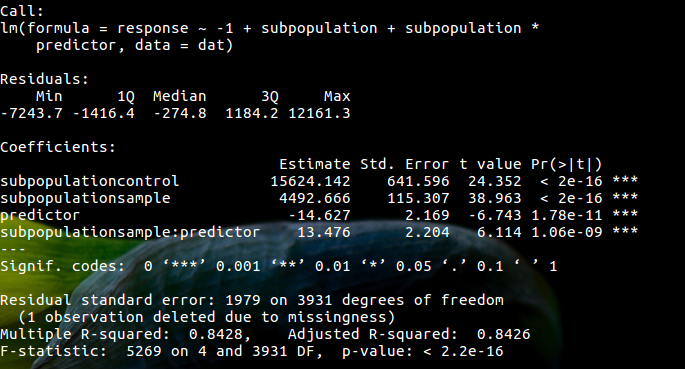 Call:
lm(formula = response ~ -1 + subpopulation + subpopulation *
    predictor, data = dat)
Residuals:
    Min      1Q  Median      3Q     Max
-7243.7 -1416.4  -274.8  1184.2 12161.3
Coefficients:
                               Estimate Std. Error t value Pr(>|t|)
subpopulationcontrol          15624.142    641.596  24.352  < 2e-16 ***
subpopulationsample            4492.666    115.307  38.963  < 2e-16 ***
predictor                       -14.627      2.169  -6.743 1.78e-11 ***
subpopulationsample:predictor    13.476      2.204   6.114 1.06e-09 ***
---
Signif. codes:  0 ‘***’ 0.001 ‘**’ 0.01 ‘*’ 0.05 ‘.’ 0.1 ‘ ’ 1
Residual standard error: 1979 on 3931 degrees of freedom
  (1 observation deleted due to missingness)
Multiple R-squared:  0.8428,	Adjusted R-squared:  0.8426
F-statistic:  5269 on 4 and 3931 DF,  p-value: < 2.2e-16